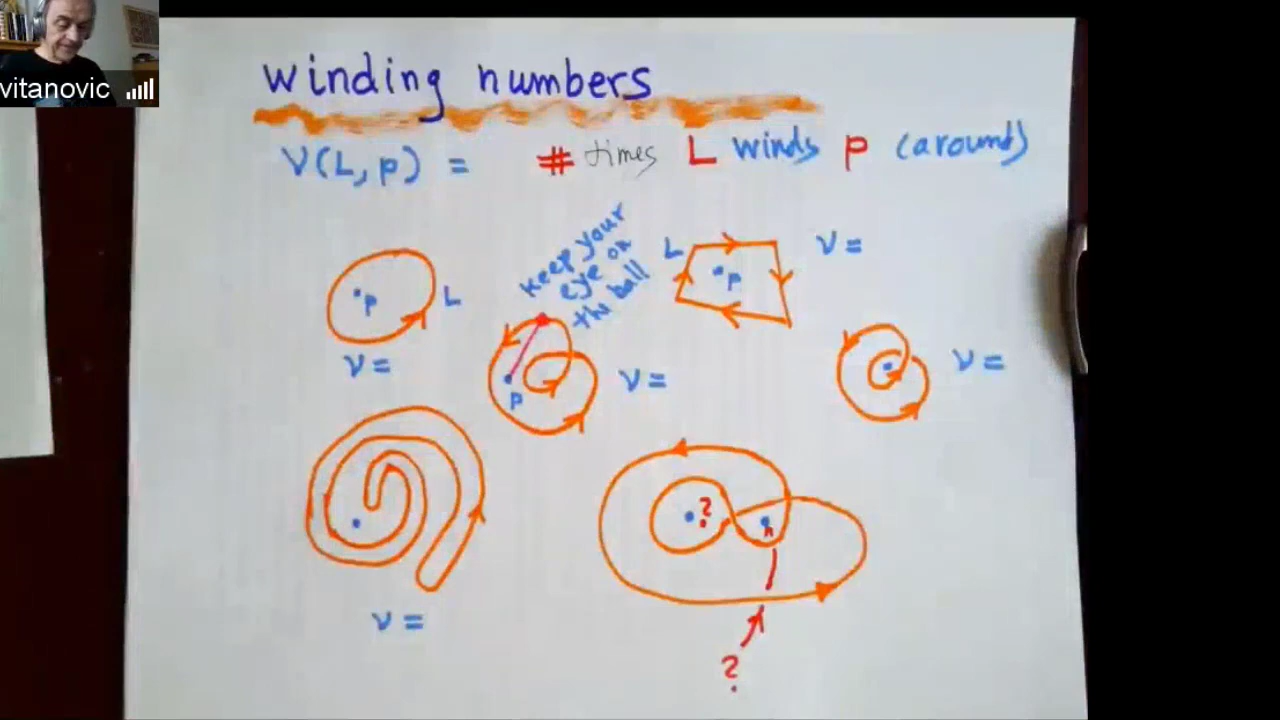 vitanovic
winding numbers
ν(L, p) = # times L winds p (around)
keep your
eye on
the ball
L
p
ν =
p
L
ν =
p
ν =
ν =
?
ν =
?